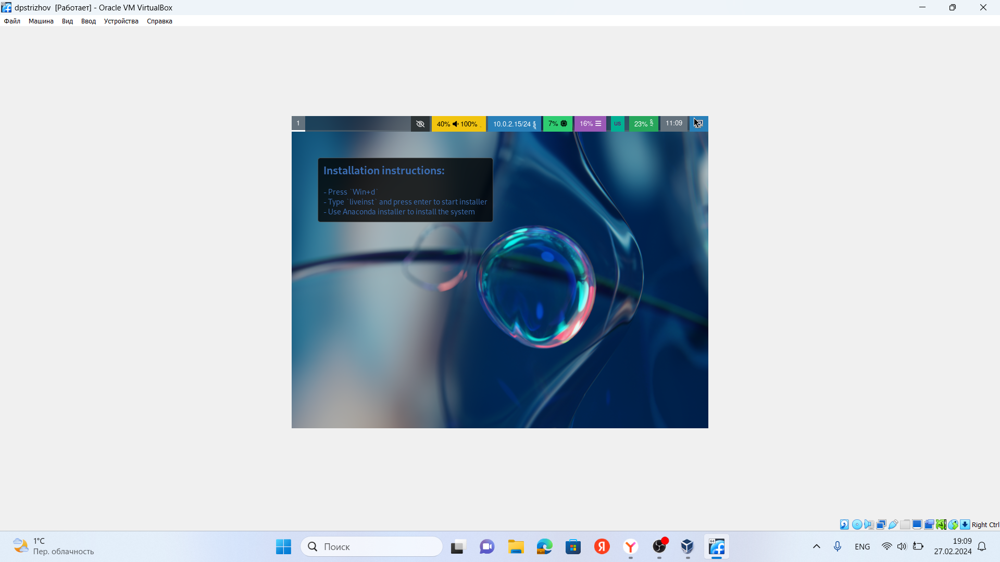 dpstrizhov [Работает] - Oracle VM VirtualBox
Файл Машина Вид Ввод Устройства Справка
1 40% 100% 10.0.2.15/24 7% 16% us 23% 11:09
Installation instructions:
- Press `Win+d`
- Type `liveinst` and press enter to start installer
- Use Anaconda installer to install the system
Right Ctrl
1°C
Пер. облачность
Поиск
Я
64
ENG
19:09
27.02.2024